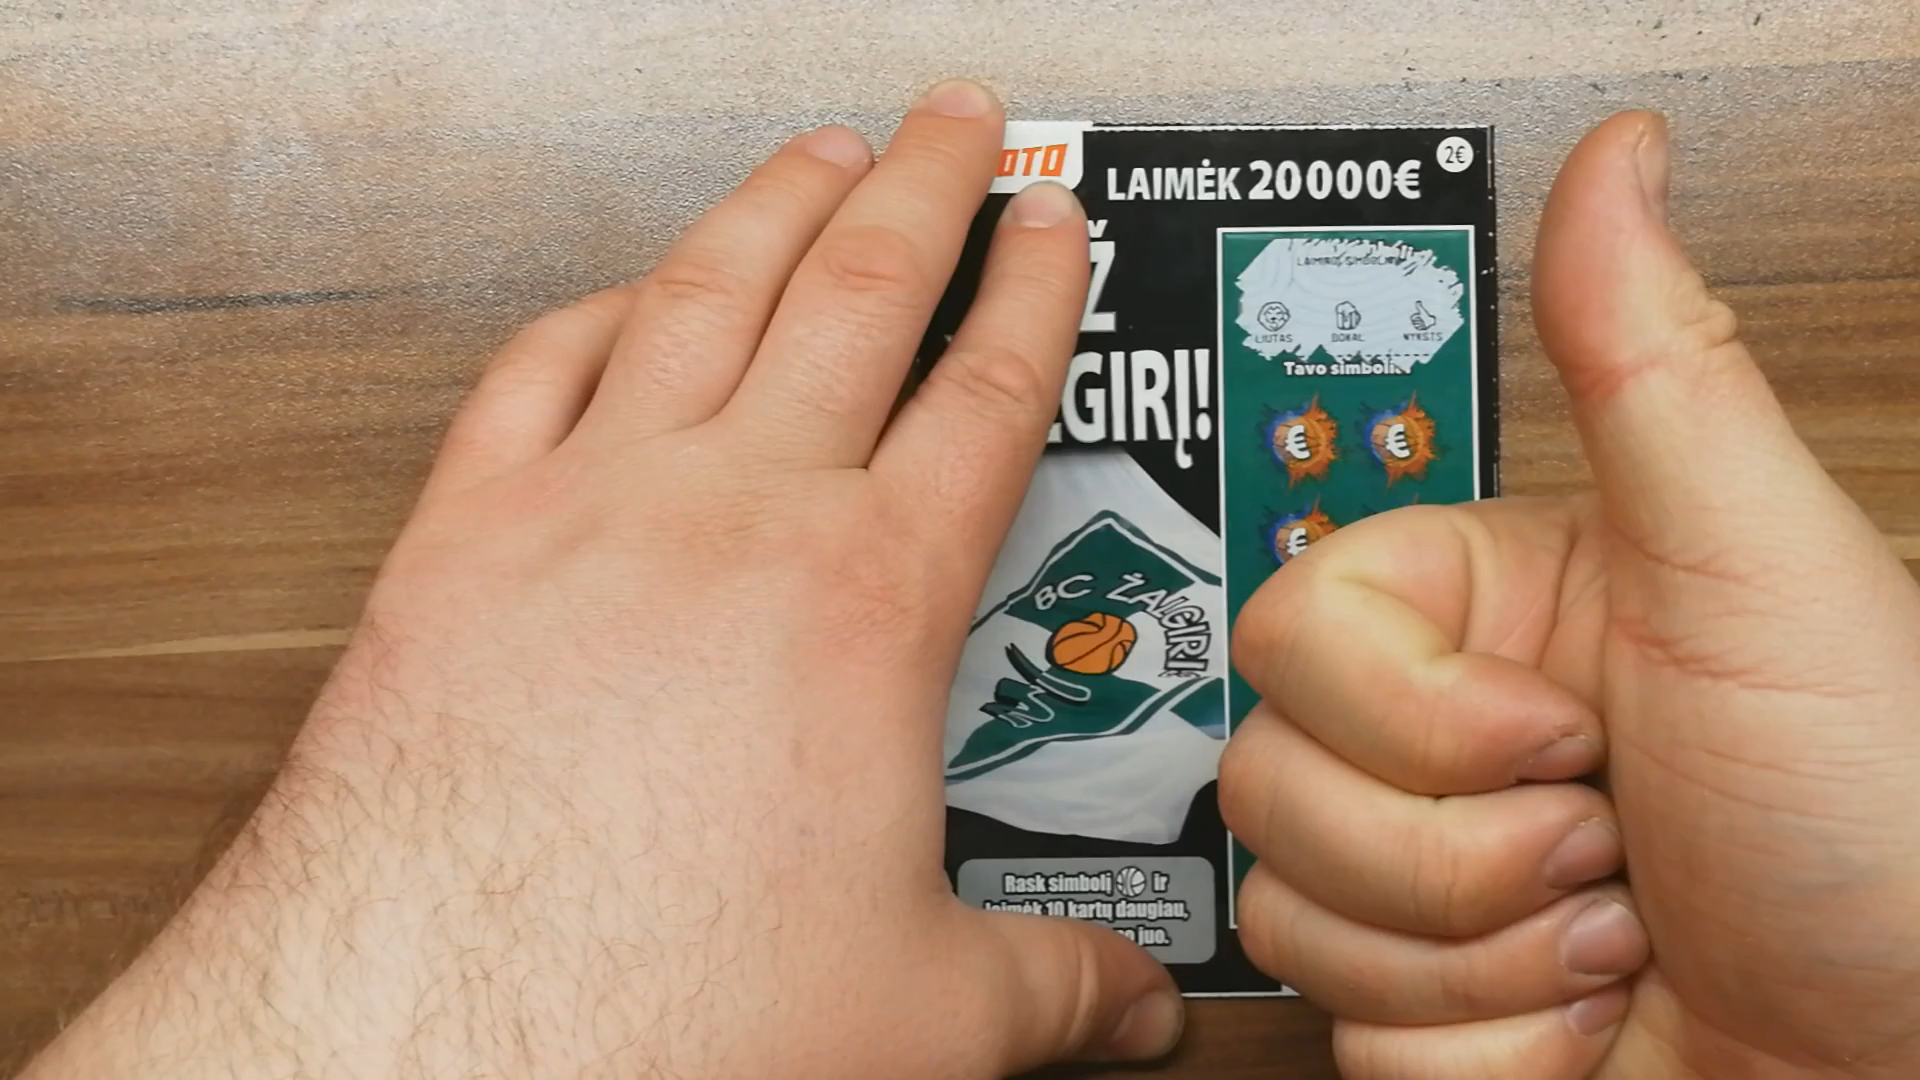 OTO
LAIMĖK 20000€
2€
Ž
GIRĮ!
LAIMINGI SIMBOLIAI
LIUTAS BOKAL NYKSTS
Tavo simboliai
€ €
€
BC ŽALGIRIS
Rask simbolį ir
laimėk 10 kartų daugiau,
juo.